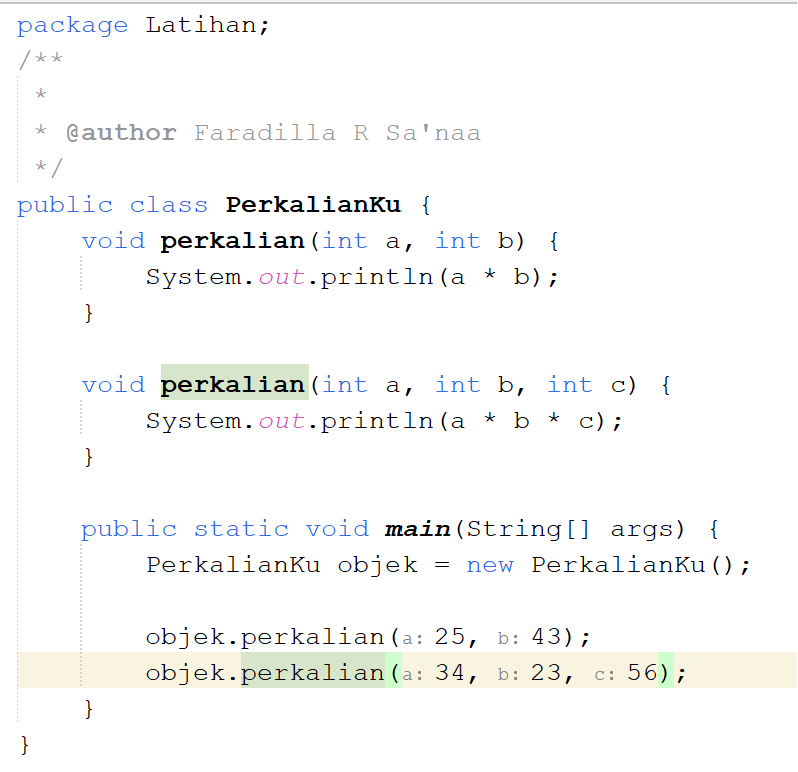 package Latihan;
/**
 *
 * @author Faradilla R Sa'naa
 */
public class PerkalianKu {
    void perkalian(int a, int b) {
        System.out.println(a * b);
    }

    void perkalian(int a, int b, int c) {
        System.out.println(a * b * c);
    }

    public static void main(String[] args) {
        PerkalianKu objek = new PerkalianKu();

        objek.perkalian(a: 25, b: 43);
        objek.perkalian(a: 34, b: 23, c: 56);
    }
}